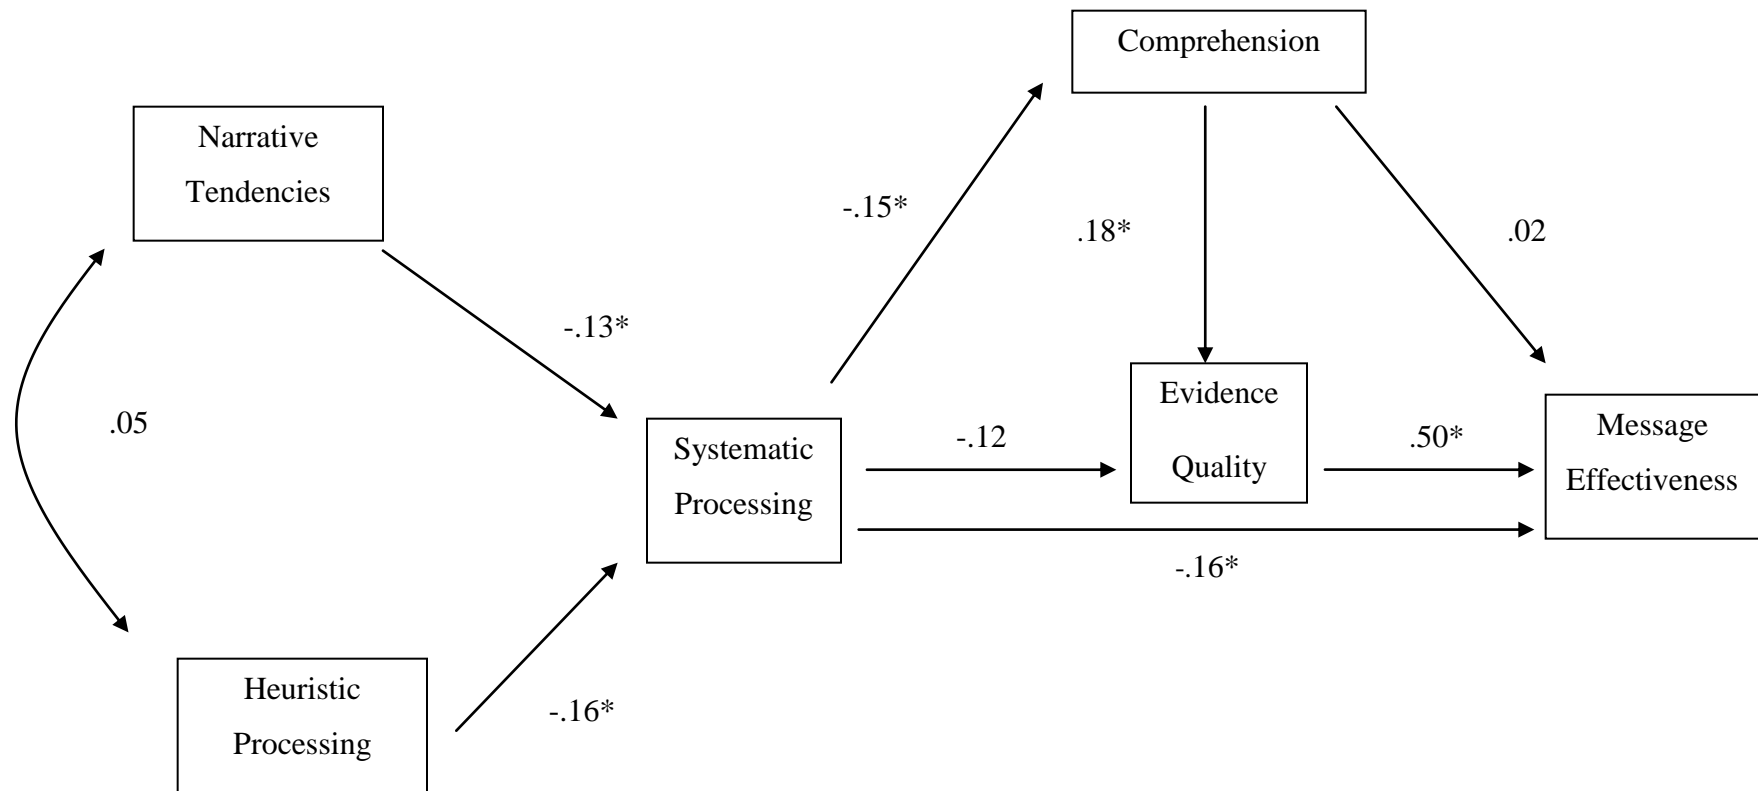 Comprehension
Narrative
Tendencies
-.15*
.18*
.02
-.13*
.05
Systematic
Processing
-.12
Evidence
Quality
.50*
Message
Effectiveness
-.16*
Heuristic
Processing
-.16*